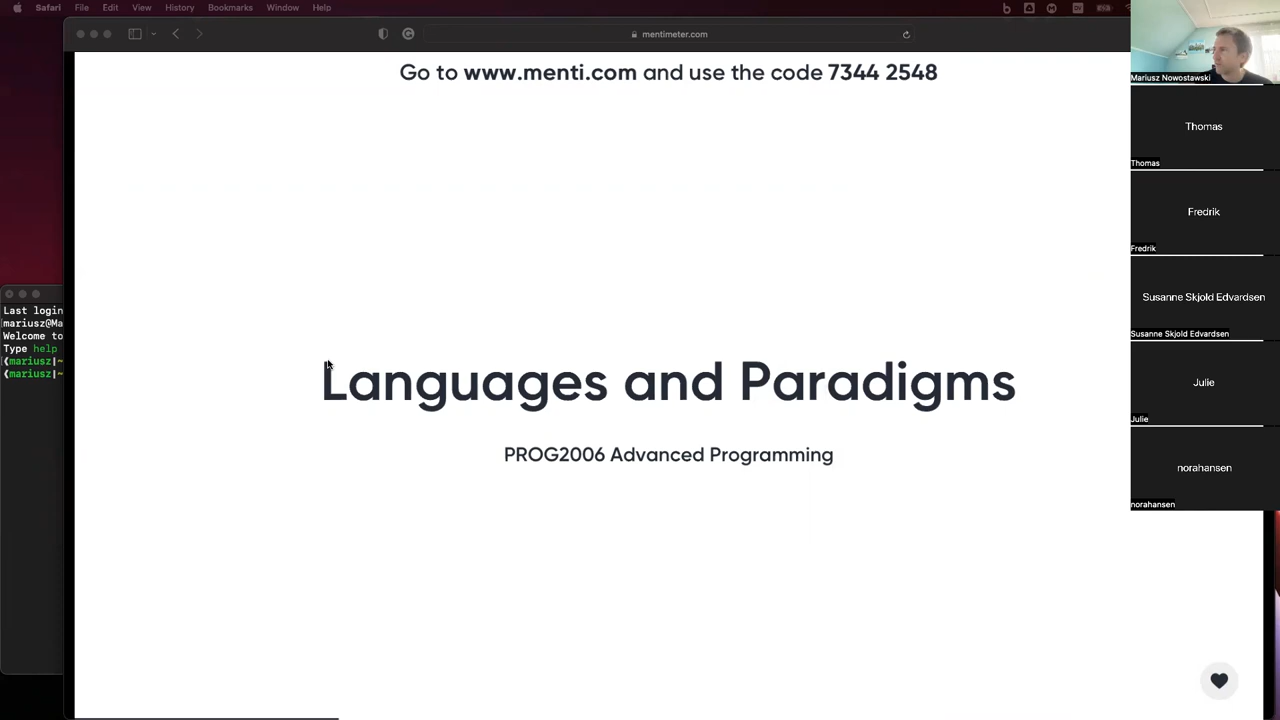 Safari File Edit View History Bookmarks Window Help
mentimeter.com
Go to www.menti.com and use the code 7344 2548
Languages and Paradigms
PROG2006 Advanced Programming
Last login
mariusz@Ma
Welcome to
Type help
mariusz|~
mariusz|~
Mariusz Nowostawski
Thomas
Thomas
Fredrik
Fredrik
Susanne Skjold Edvardsen
Susanne Skjold Edvardsen
Julie
Julie
norahansen
norahansen